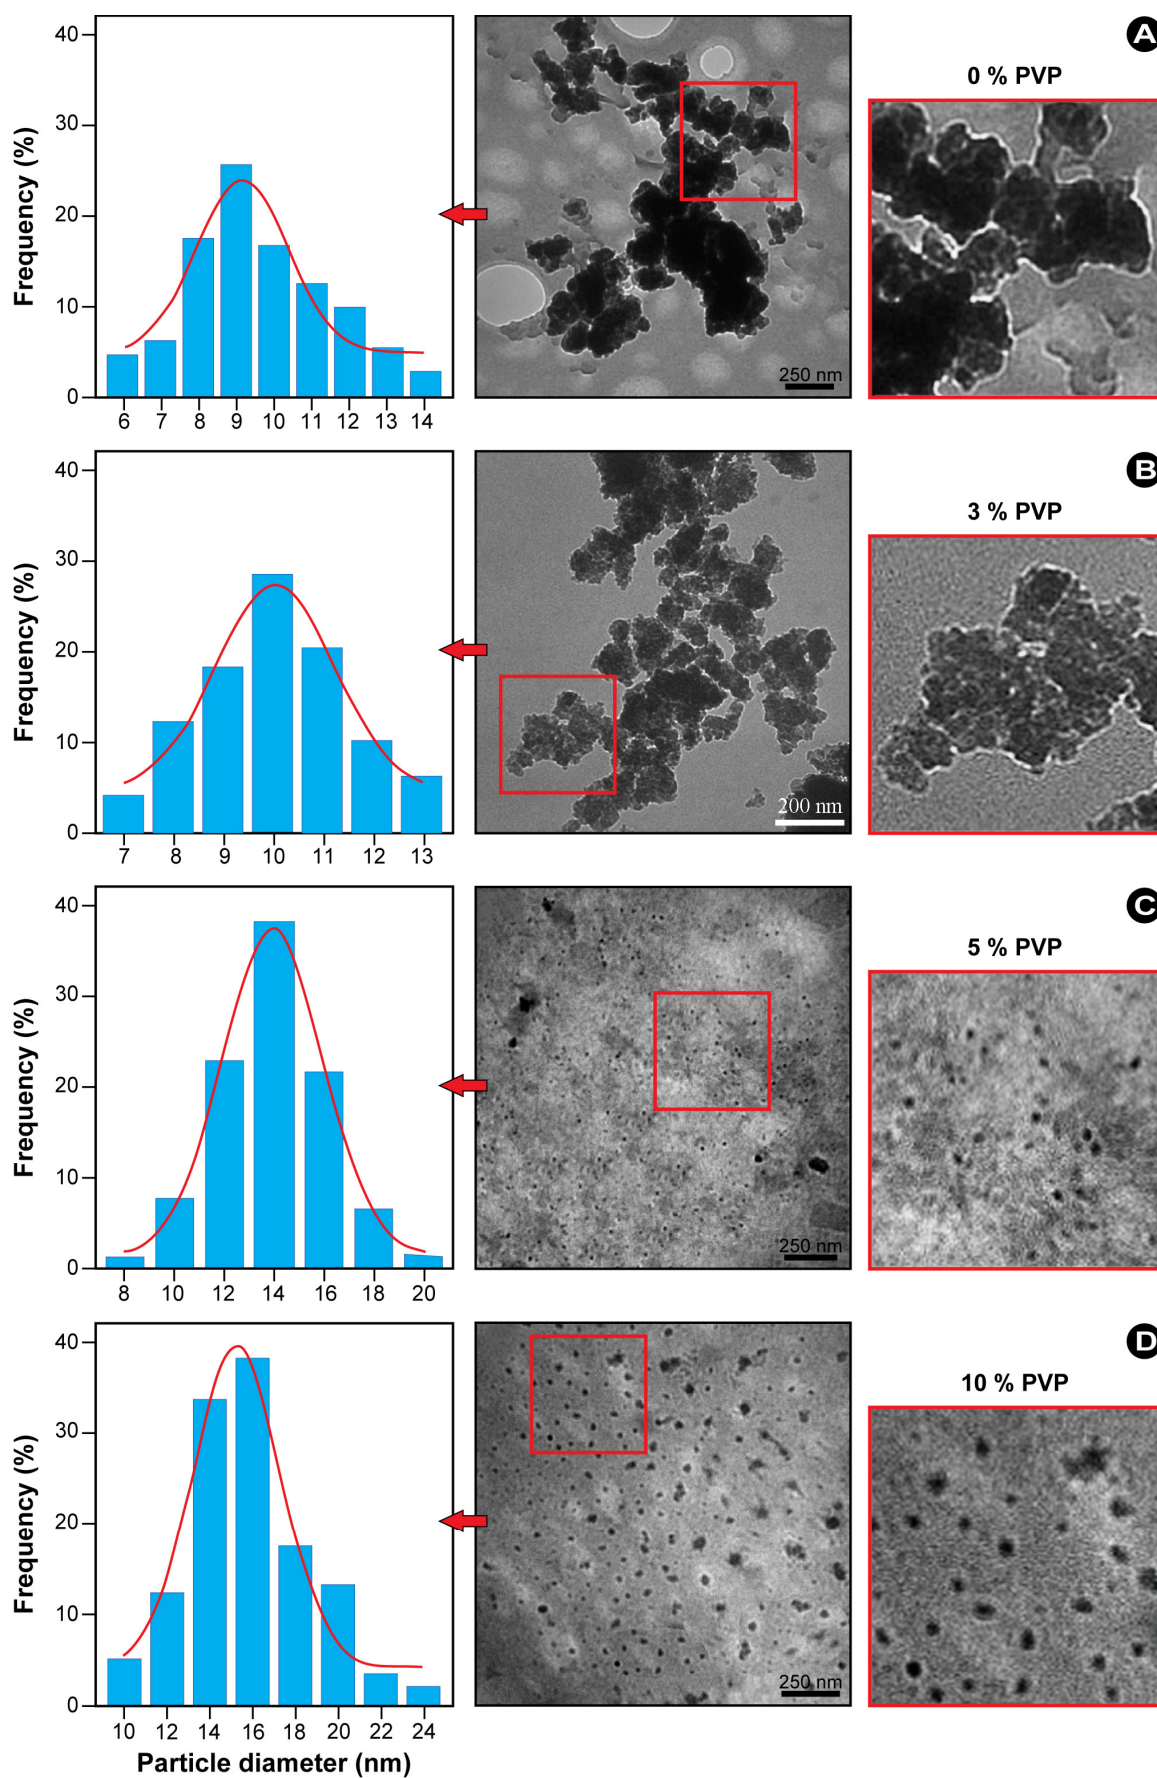 A
0 % PVP
Frequency (%)
40
30
20
10
0
6 7 8 9 10 11 12 13 14
250 nm
B
3 % PVP
Frequency (%)
40
30
20
10
0
7 8 9 10 11 12 13
200 nm
C
5 % PVP
Frequency (%)
40
30
20
10
0
8 10 12 14 16 18 20
250 nm
D
10 % PVP
Frequency (%)
40
30
20
10
0
10 12 14 16 18 20 22 24
250 nm
Particle diameter (nm)